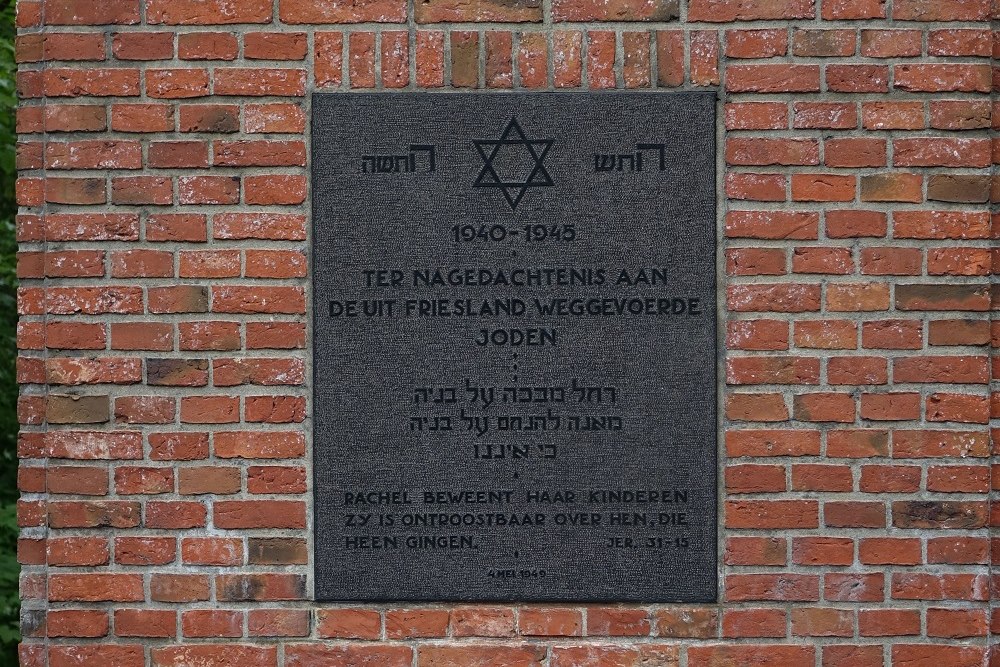 התשה ✡ התש
1940-1945
TER NAGEDACHTENIS AAN
DE UIT FRIESLAND WEGGEVOERDE
JODEN
רחל מבכה על בניה
מאנה להנחם על בניה
כי איננו
RACHEL BEWEENT HAAR KINDEREN
ZY IS ONTROOSTBAAR OVER HEN, DIE
HEEN GINGEN. JER. 31-15
4 MEI 1949